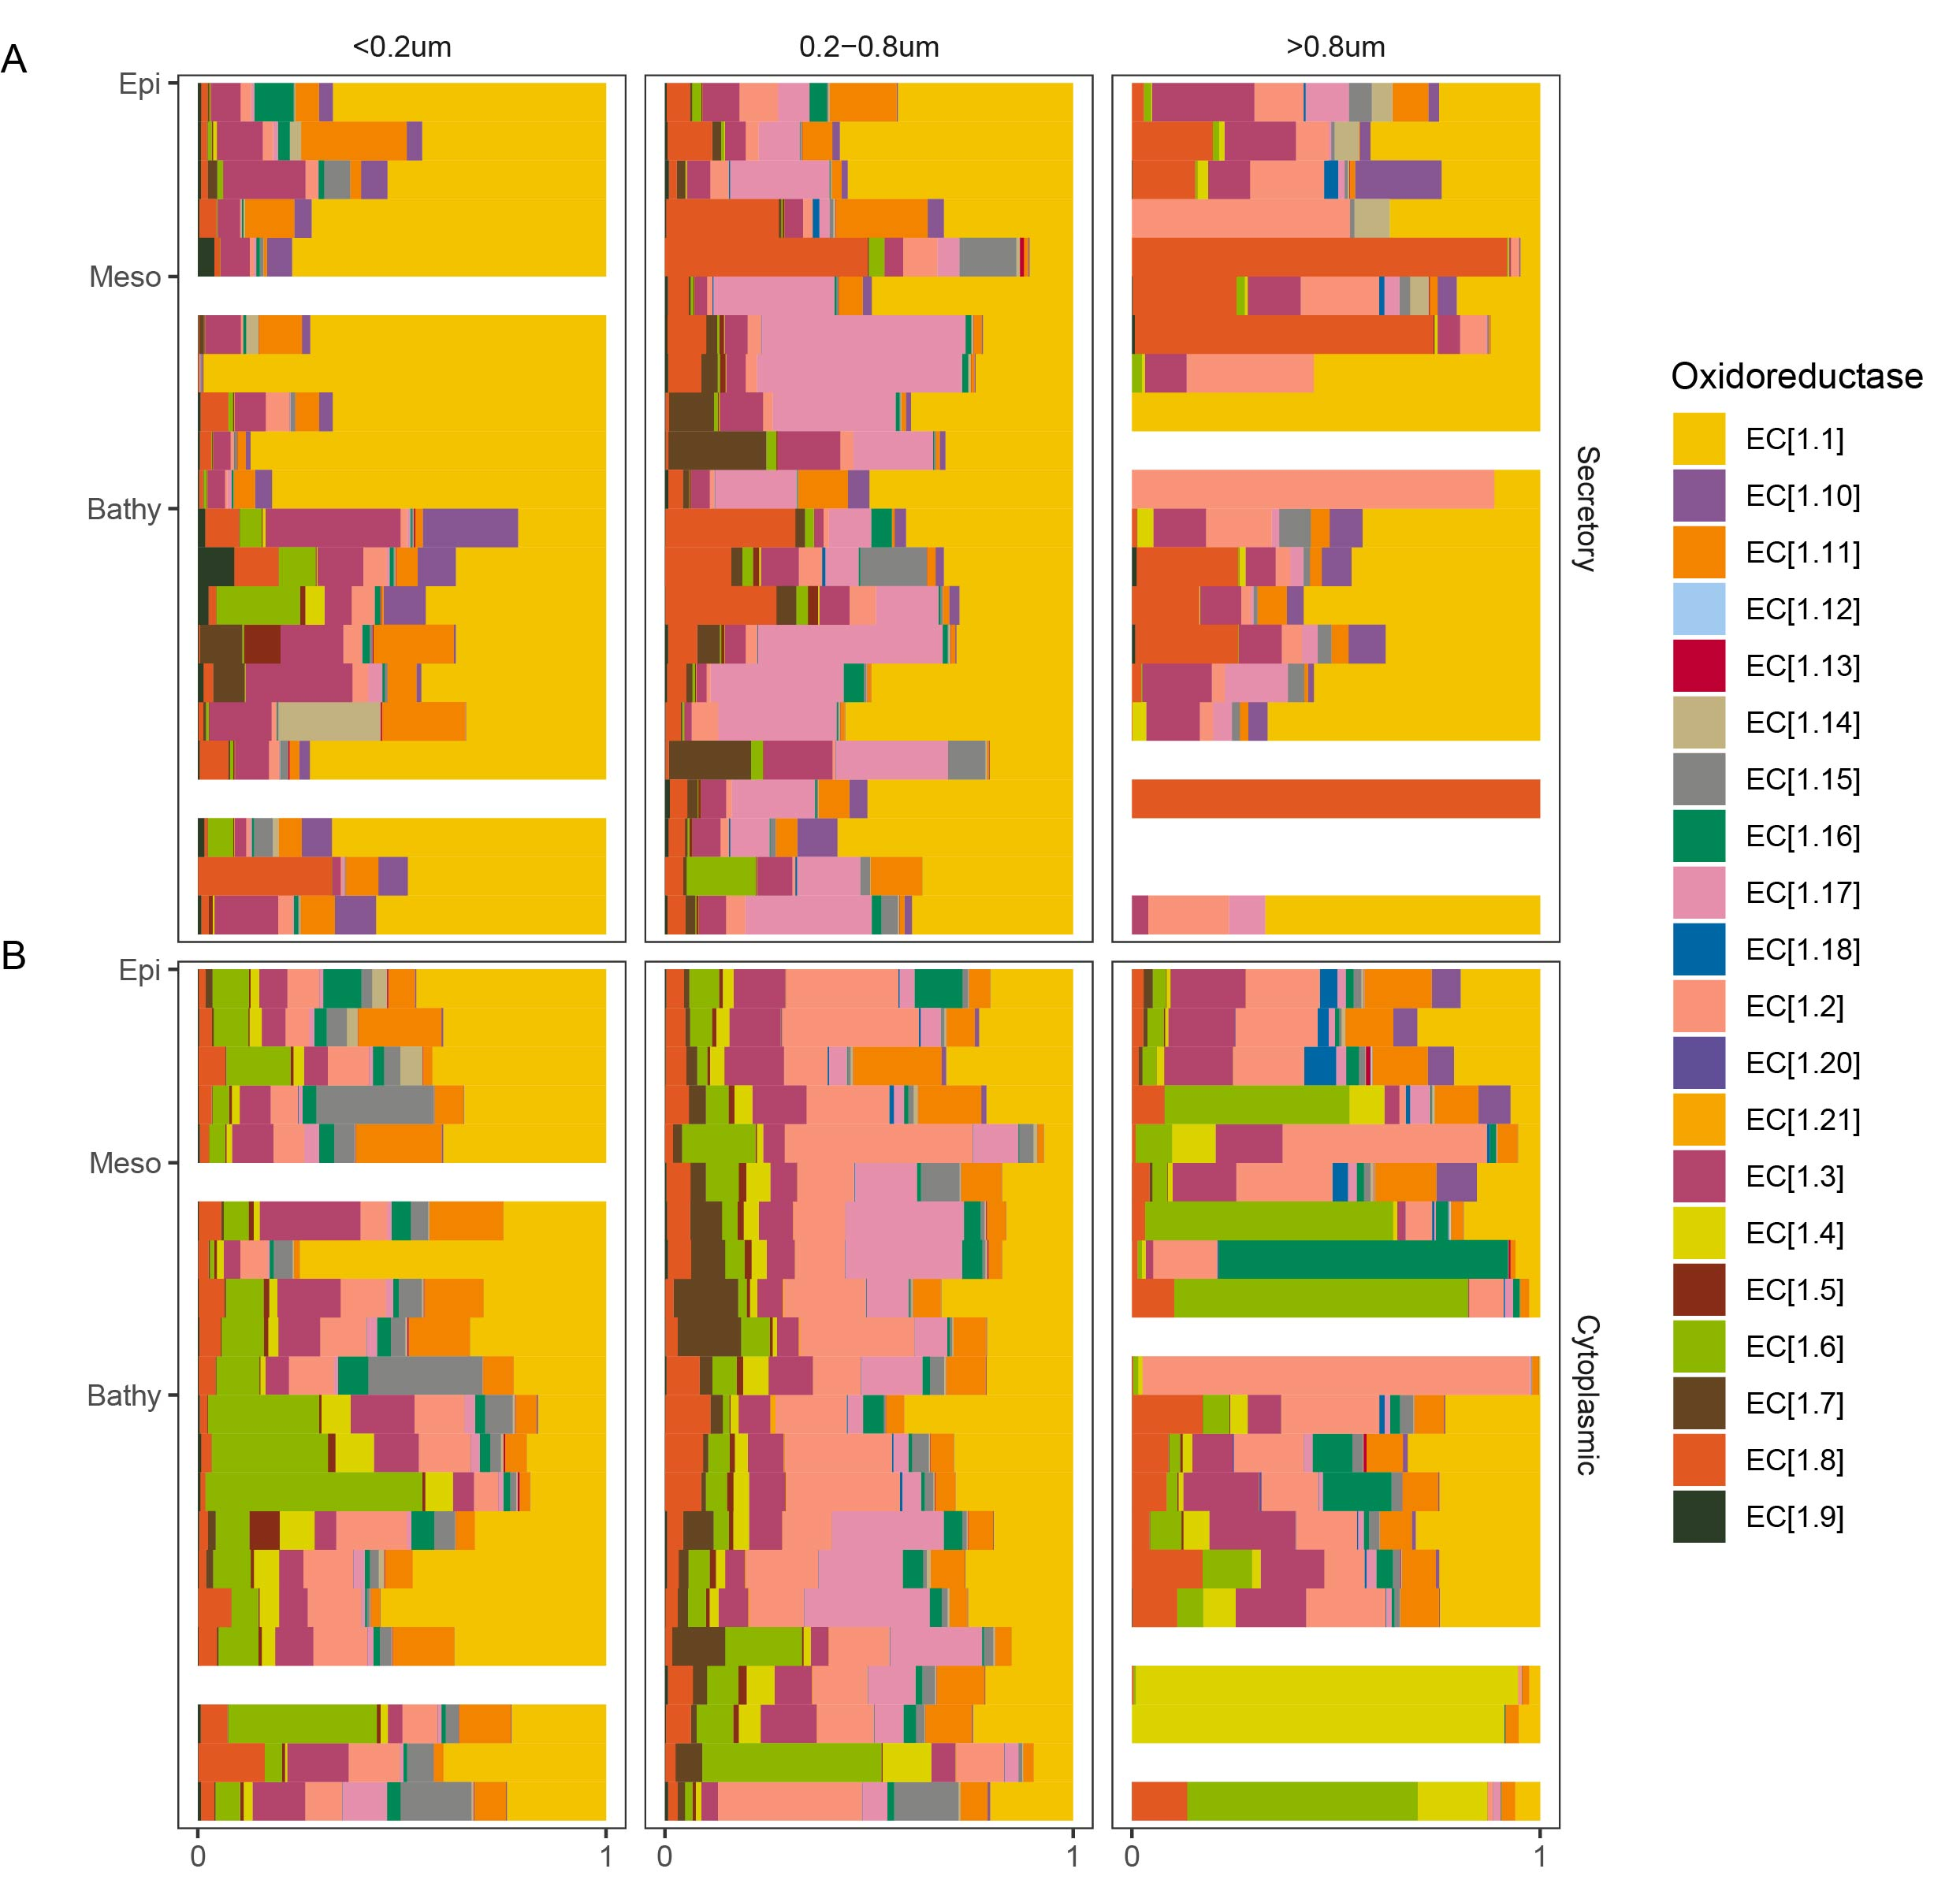 A
<0.2um
0.2−0.8um
>0.8um
Epi
Meso
Bathy
Secretory
B
Epi
Meso
Bathy
Cytoplasmic
0
1
0
1
0
1
Oxidoreductase
EC[1.1]
EC[1.10]
EC[1.11]
EC[1.12]
EC[1.13]
EC[1.14]
EC[1.15]
EC[1.16]
EC[1.17]
EC[1.18]
EC[1.2]
EC[1.20]
EC[1.21]
EC[1.3]
EC[1.4]
EC[1.5]
EC[1.6]
EC[1.7]
EC[1.8]
EC[1.9]